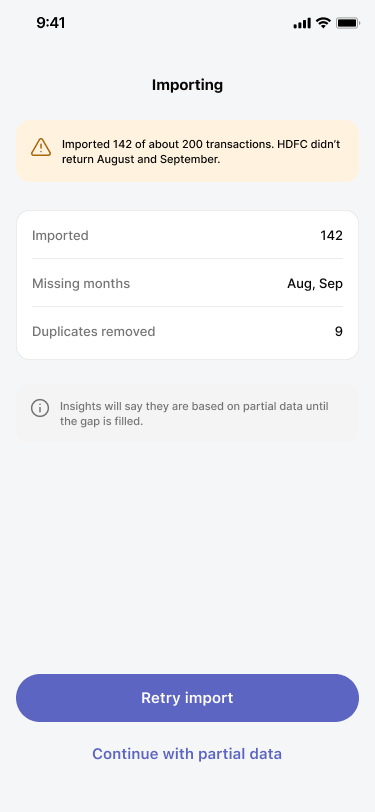 9:41
Importing
Imported 142 of about 200 transactions. HDFC didn't
return August and September.
Imported 142
Missing months Aug, Sep
Duplicates removed 9
Insights will say they are based on partial data until
the gap is filled.
Retry import
Continue with partial data